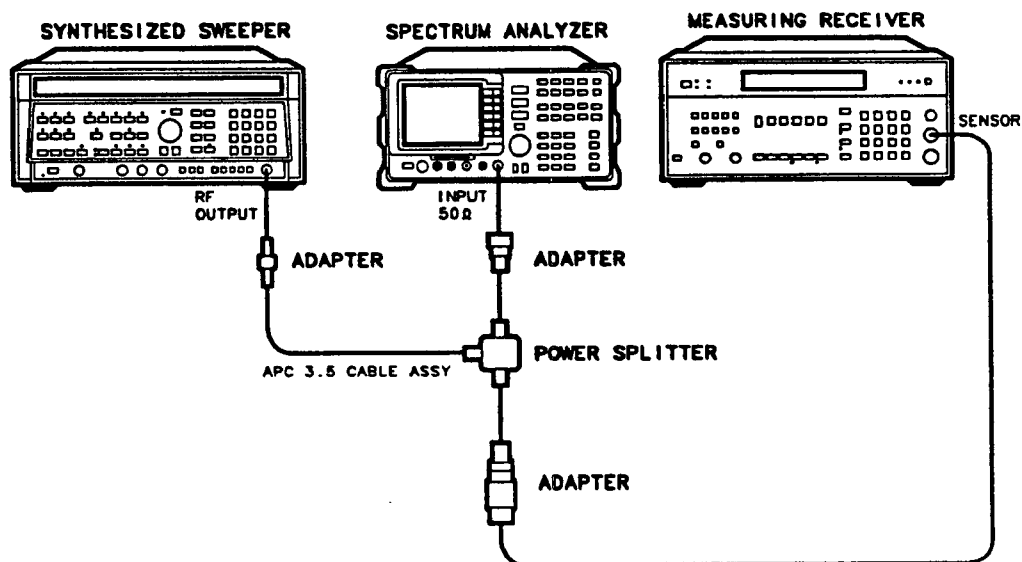 SYNTHESIZED SWEEPER
SPECTRUM ANALYZER
MEASURING RECEIVER
SENSOR
RF
OUTPUT
INPUT
50Ω
ADAPTER
ADAPTER
POWER SPLITTER
APC 3.5 CABLE ASSY
ADAPTER